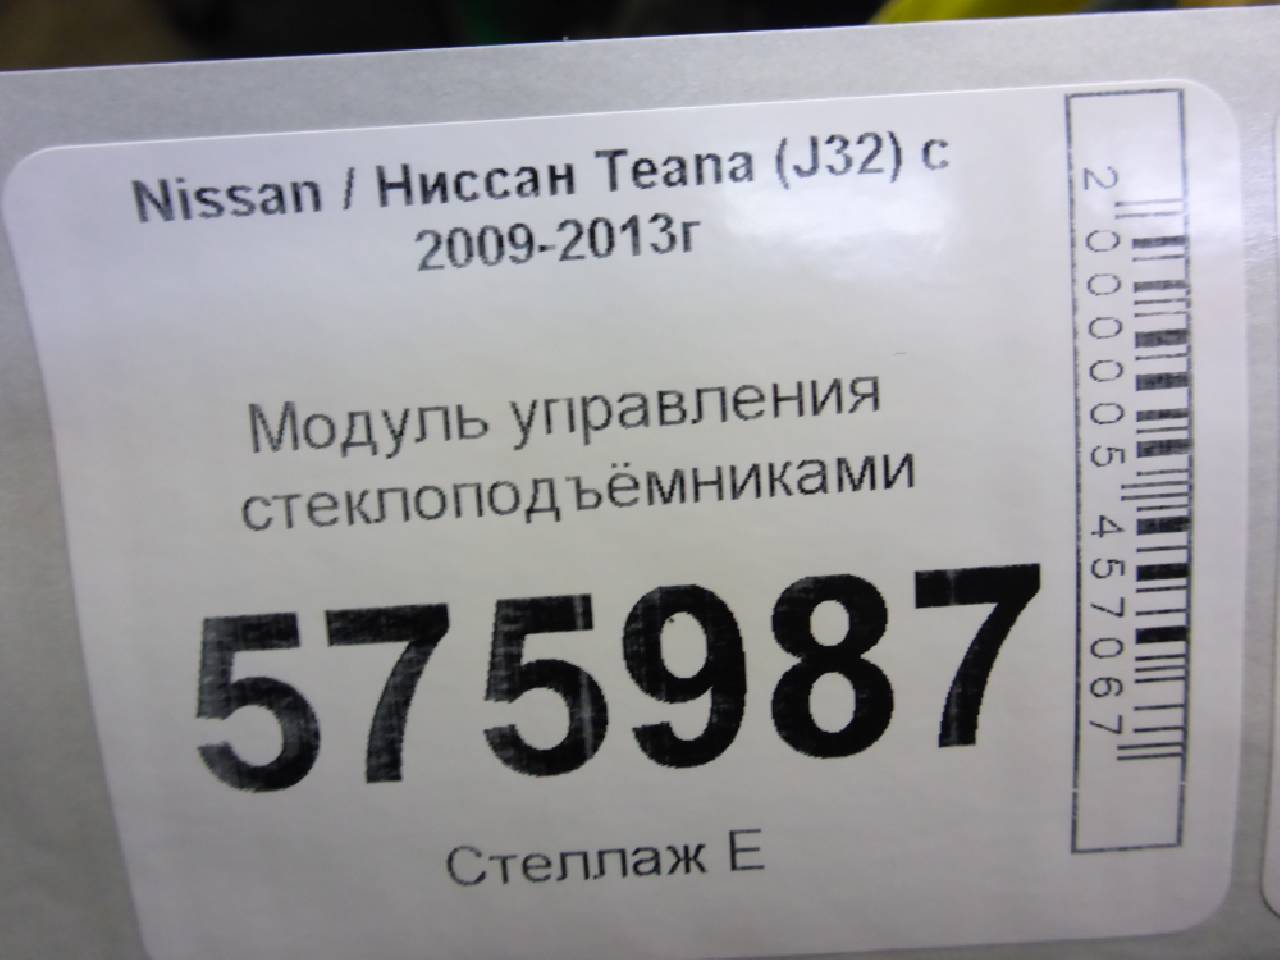 Nissan / Ниссан Teana (J32) с
2009-2013г
Модуль управления
стеклоподъёмниками
575987
Стеллаж Е
2000005457067